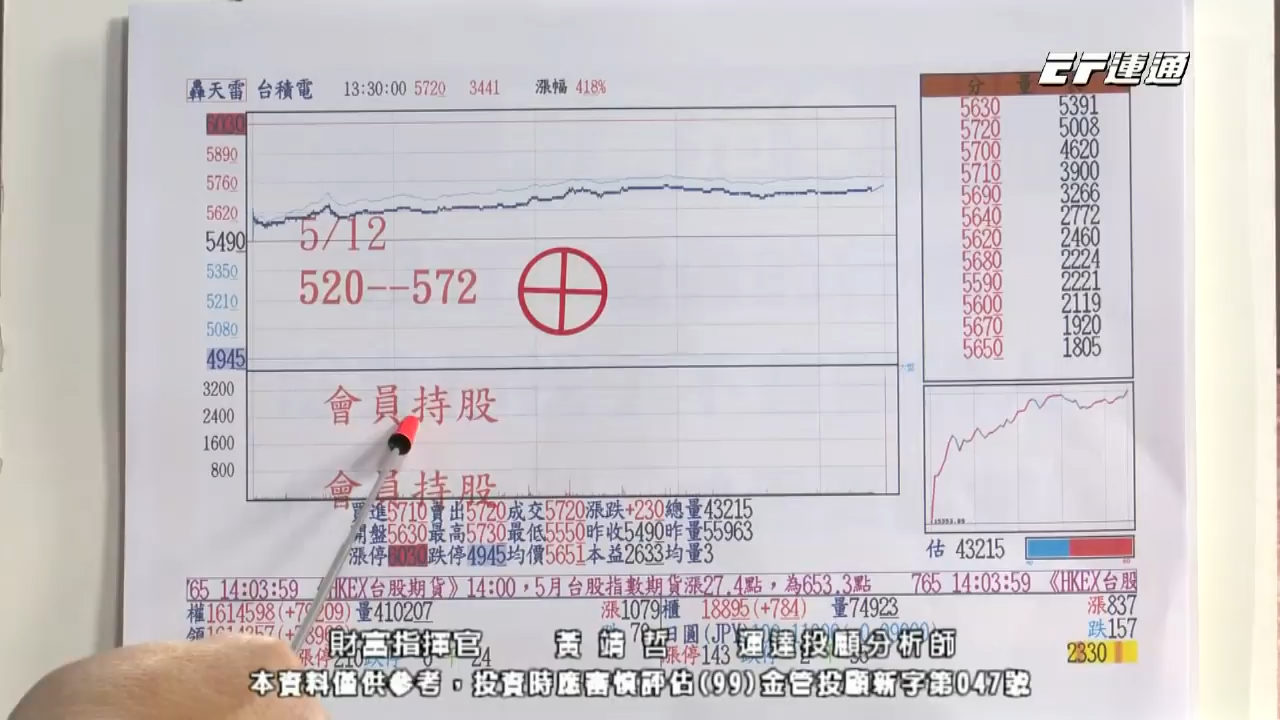 EF運通
轟天雷 台積電 13:30:00 5720 3441 漲幅 418%
分 量
6030
5890
5760
5620
5490
5350
5210
5080
4945
3200
2400
1600
800
5/12
520--572
會員持股
會員持股
5630 5391
5720 5008
5700 4620
5710 3900
5690 3266
5640 2772
5620 2460
5680 2224
5590 2221
5600 2119
5670 1920
5650 1805
買進5710賣出5720成交5720漲跌+230總量43215
開盤5630最高5730最低5550昨收5490昨量55963
漲停6030跌停4945均價5651本益2633均量3
估 43215
765 14:03:59 《HKEX台股期貨》14:00，5月台股指數期貨漲27.4點，為653.3點 765 14:03:59 《HKEX台股
量410207 漲1079櫃 18895(+784) 量74923 漲837
跌157
2330
財富指揮官 黃靖哲 運達投顧分析師
本資料僅供參考，投資時應審慎評估(99)金管投顧新字第047號